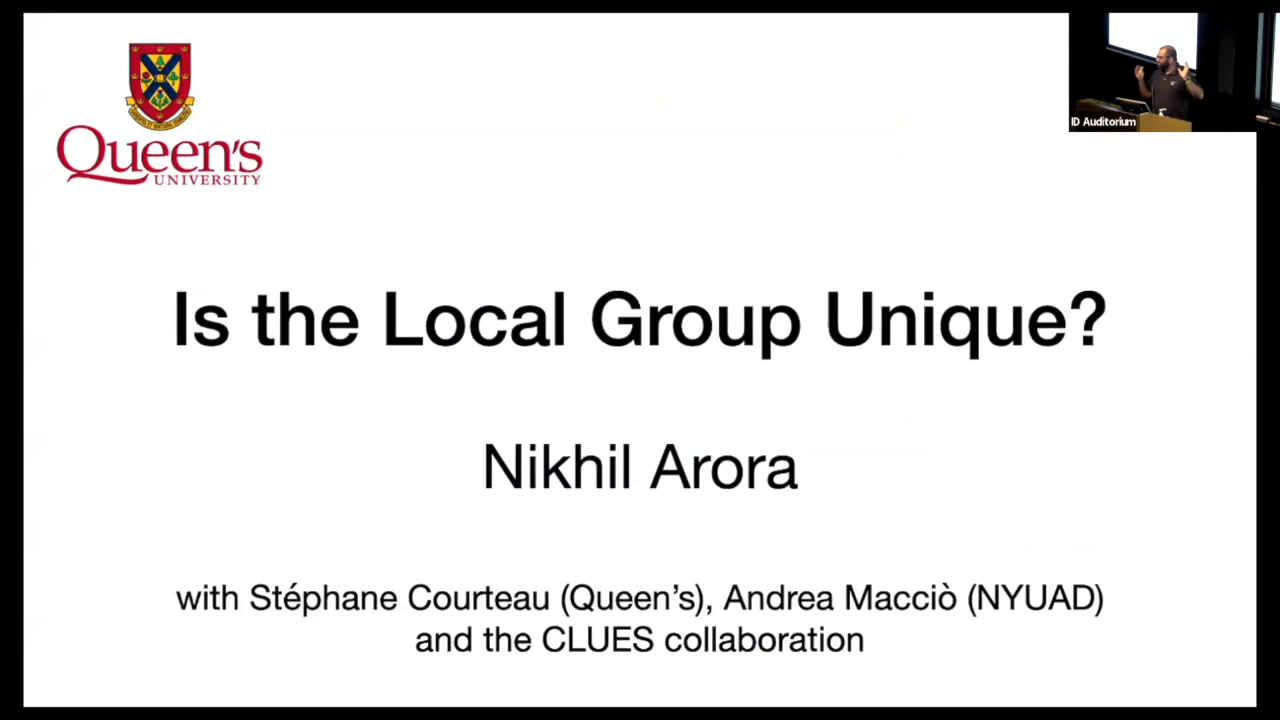 Queen's
UNIVERSITY
ID Auditorium
Is the Local Group Unique?
Nikhil Arora
with Stéphane Courteau (Queen's), Andrea Macciò (NYUAD)
and the CLUES collaboration